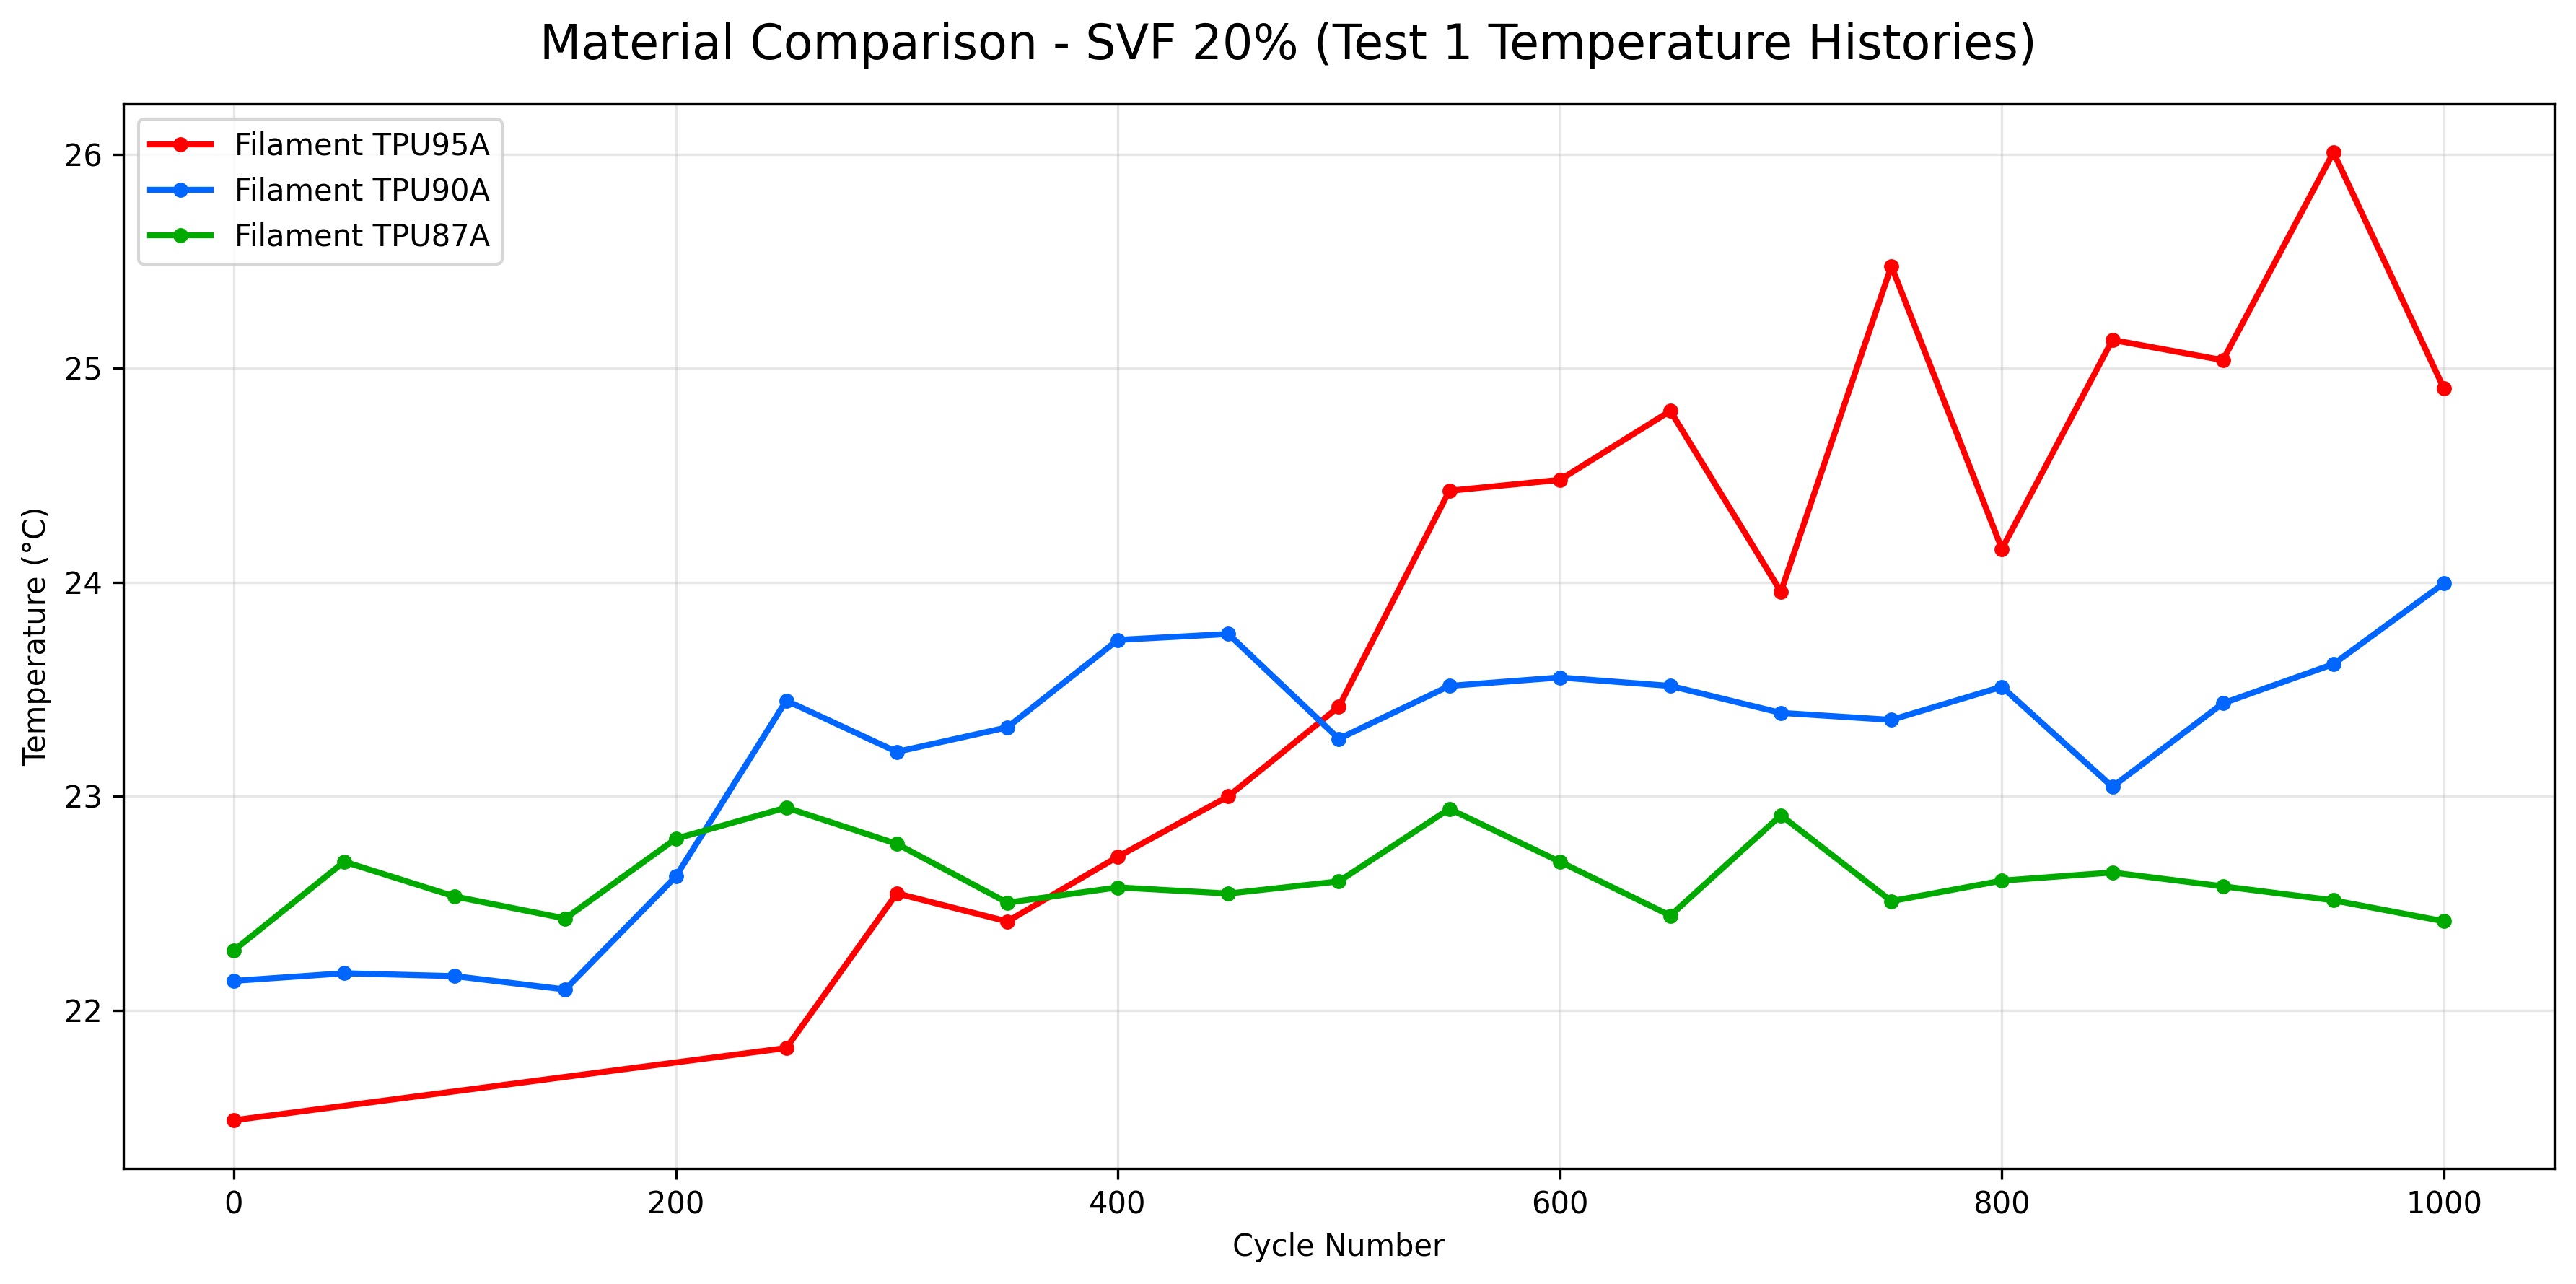 Material Comparison - SVF 20% (Test 1 Temperature Histories)
Filament TPU95A
Filament TPU90A
Filament TPU87A
26
25
24
23
22
Temperature (°C)
0 200 400 600 800 1000
Cycle Number